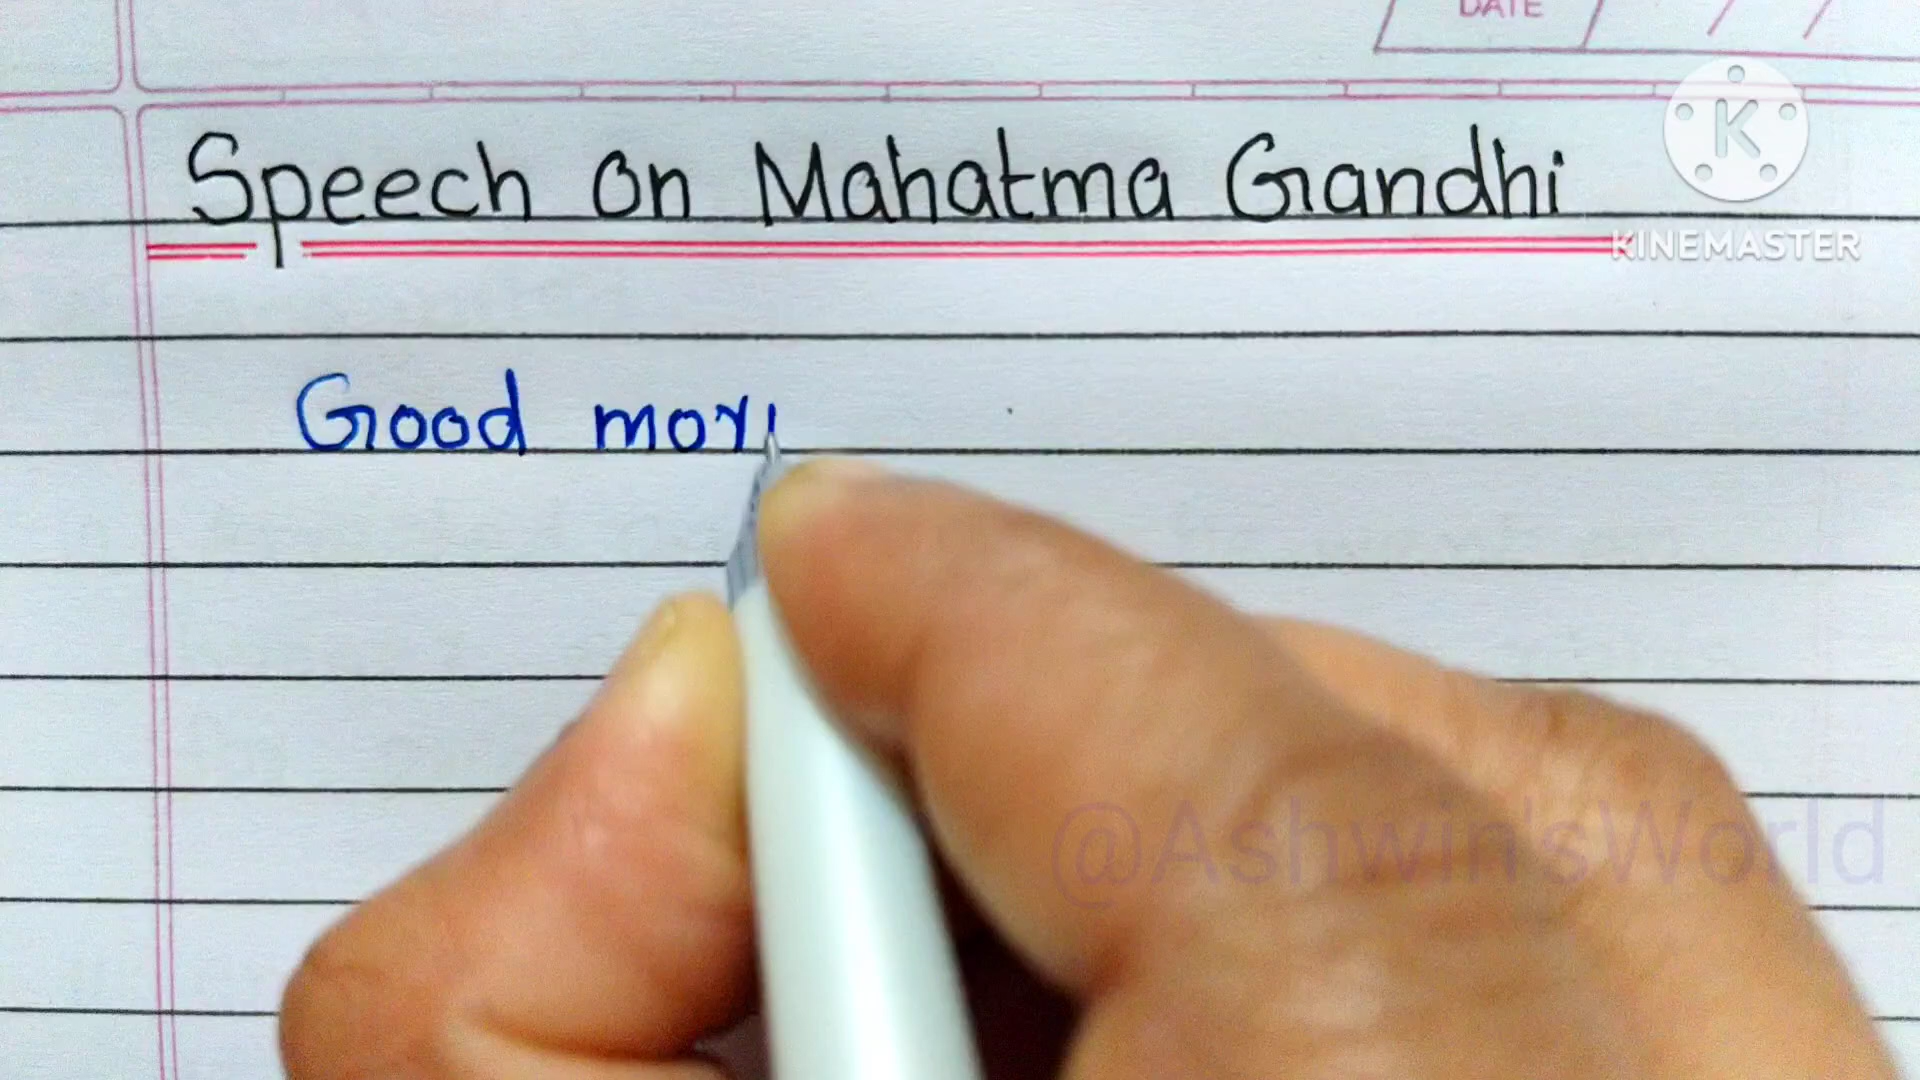 DATE
Speech on Mahatma Gandhi
KINEMASTER
Good mor
@Ashwin'sWorld